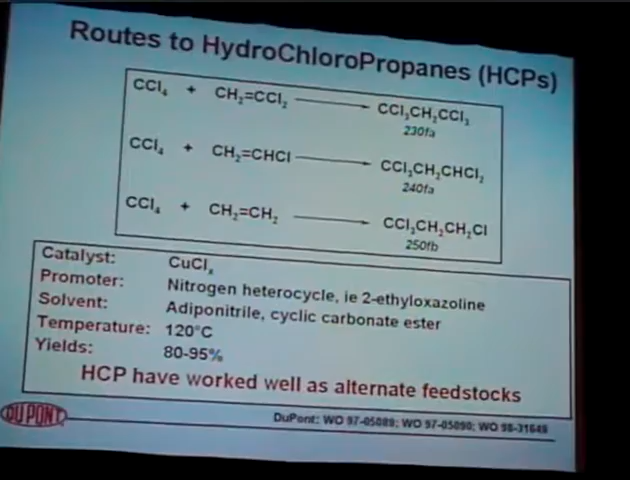 Routes to HydroChloroPropanes (HCPs)
CCl₄ + CH₂=CCl₂ → CCl₃CH₂CCl₃
230fa
CCl₄ + CH₂=CHCl → CCl₃CH₂CHCl₂
240fa
CCl₄ + CH₂=CH₂ → CCl₃CH₂CH₂Cl
250fb
Catalyst: CuClₓ
Promoter: Nitrogen heterocycle, ie 2-ethyloxazoline
Solvent: Adiponitrile, cyclic carbonate ester
Temperature: 120°C
Yields: 80-95%
HCP have worked well as alternate feedstocks
DUPONT
DuPont: WO 97-05089; WO 97-05090; WO 98-31649